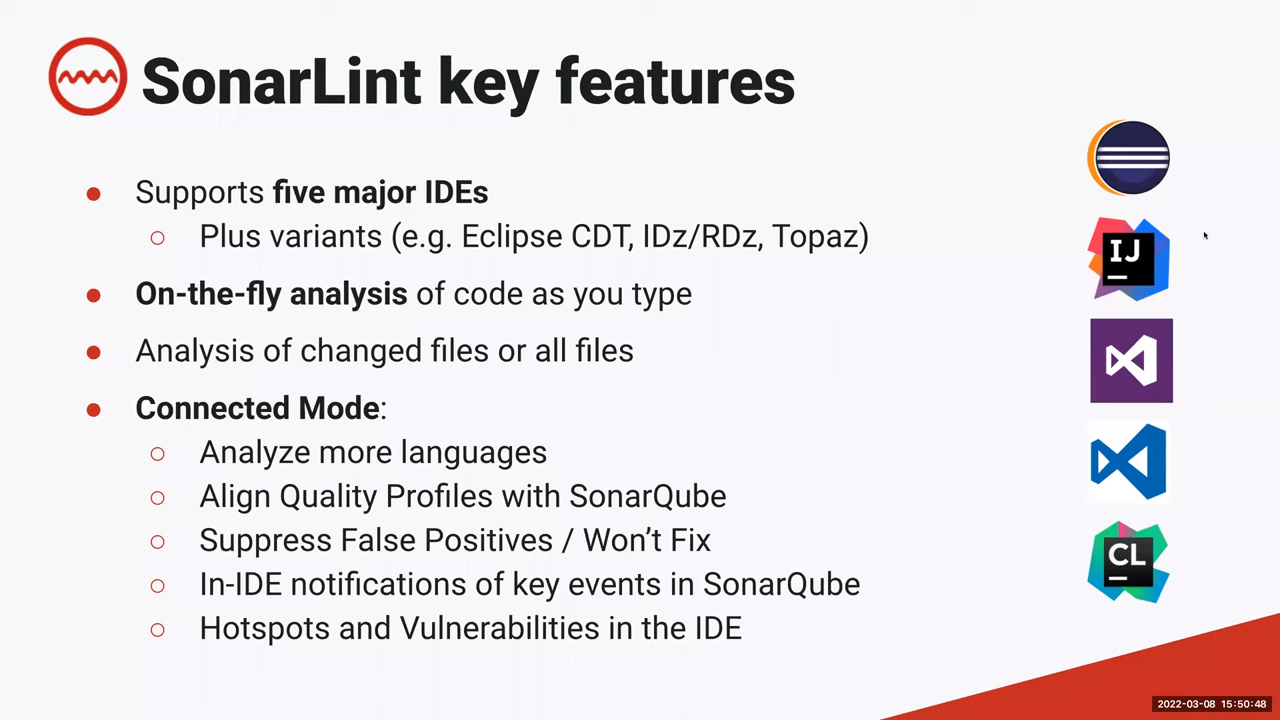 SonarLint key features
Supports five major IDEs
Plus variants (e.g. Eclipse CDT, IDz/RDz, Topaz)
On-the-fly analysis of code as you type
Analysis of changed files or all files
Connected Mode:
Analyze more languages
Align Quality Profiles with SonarQube
Suppress False Positives / Won’t Fix
In-IDE notifications of key events in SonarQube
Hotspots and Vulnerabilities in the IDE
IJ
CL
2022-03-08 15:50:48